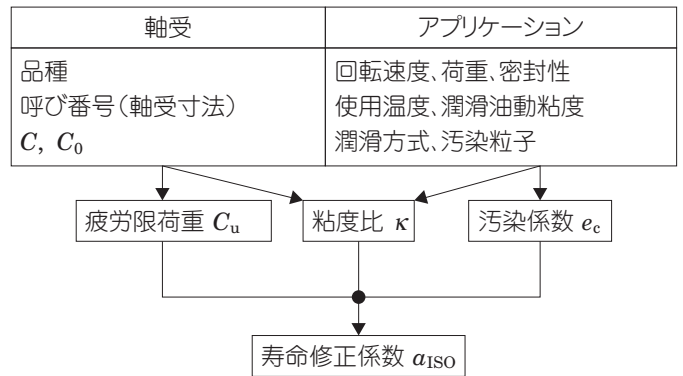 軸受
アプリケーション
品種
呼び番号（軸受寸法）
C, C0
回転速度、荷重、密封性
使用温度、潤滑油動粘度
潤滑方式、汚染粒子
疲労限荷重 Cu
粘度比 κ
汚染係数 ec
寿命修正係数 aISO